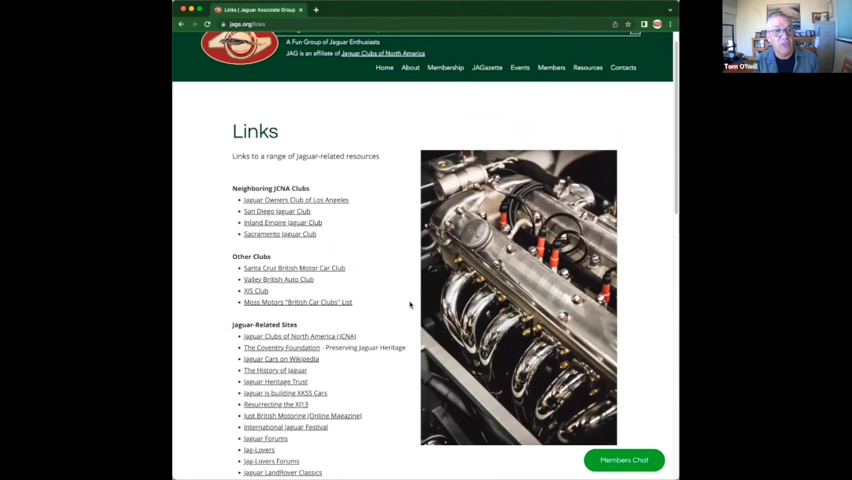 Links | Jaguar Associate Group
jags.org/links
A Fun Group of Jaguar Enthusiasts
JAG is an affiliate of Jaguar Clubs of North America
Home About Membership JAGazette Events Members Resources Contacts
Tom O'Neill
Links
Links to a range of Jaguar-related resources
Neighboring JCNA Clubs
Jaguar Owners Club of Los Angeles
San Diego Jaguar Club
Inland Empire Jaguar Club
Sacramento Jaguar Club
Other Clubs
Santa Cruz British Motor Car Club
Valley British Auto Club
XJS Club
Moss Motors "British Car Clubs" List
Jaguar-Related Sites
Jaguar Clubs of North America (JCNA)
The Coventry Foundation - Preserving Jaguar Heritage
Jaguar Cars on Wikipedia
The History of Jaguar
Jaguar Heritage Trust
Jaguar is building XKSS Cars
Resurrecting the XJ13
Just British Motoring (Online Magazine)
International Jaguar Festival
Jaguar Forums
Jag-Lovers
Jag-Lovers Forums
Jaguar LandRover Classics
Members Chat